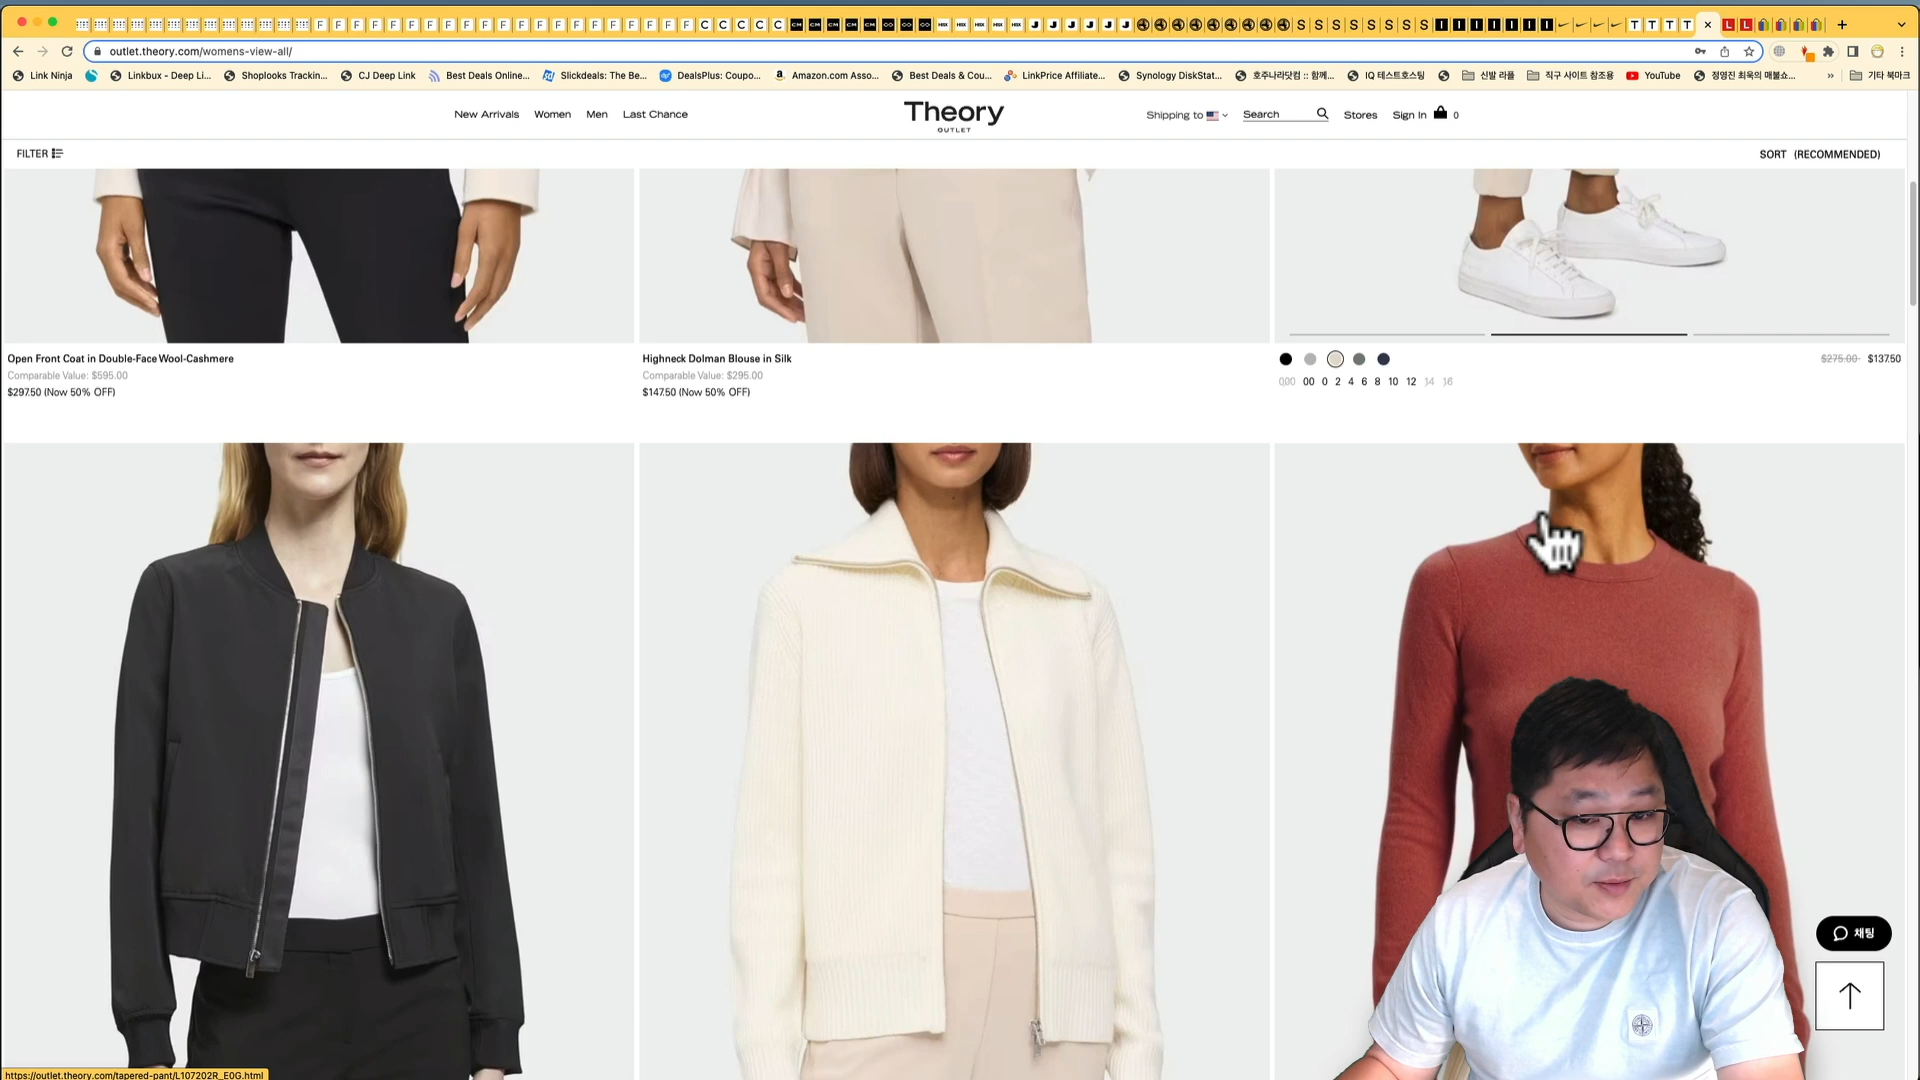 outlet.theory.com/womens-view-all/
Link Ninja
Linkbux - Deep Li...
Shoplooks Trackin...
CJ Deep Link
Best Deals Online...
Slickdeals: The Be...
DealsPlus: Coupo...
Amazon.com Asso...
Best Deals & Cou...
LinkPrice Affiliate...
Synology DiskStat...
호주나라닷컴 :: 함께...
IQ 테스트호스팅
신발 라플
직구 사이트 참조용
YouTube
정영진 최욱의 매불쇼...
»
기타 북마크
New Arrivals
Women
Men
Last Chance
Theory
OUTLET
Shipping to
Search
Stores
Sign In
0
FILTER
SORT (RECOMMENDED)
Open Front Coat in Double-Face Wool-Cashmere
Comparable Value: $595.00
$297.50 (Now 50% OFF)
Highneck Dolman Blouse in Silk
Comparable Value: $295.00
$147.50 (Now 50% OFF)
$275.00 $137.50
000 00 0 2 4 6 8 10 12 14 16
채팅
https://outlet.theory.com/tapered-pant/L107202R_E0G.html